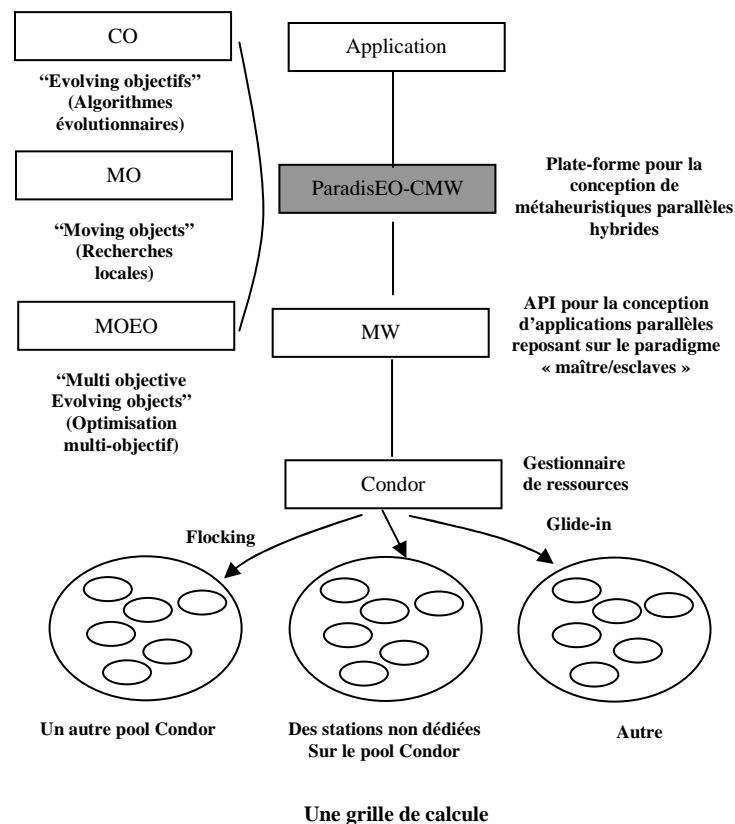 CO
“Evolving objectifs”
(Algorithmes
évolutionnaires)
MO
“Moving objects”
(Recherches
locales)
MOEO
“Multi objective
Evolving objects”
(Optimisation
multi-objectif)
Application
ParadisEO-CMW
Plate-forme pour la
conception de
métaheuristiques parallèles
hybrides
MW
API pour la conception
d’applications parallèles
reposant sur le paradigme
« maître/esclaves »
Condor
Gestionnaire
de ressources
Flocking
Glide-in
Un autre pool Condor
Des stations non dédiées
Sur le pool Condor
Autre
Une grille de calcule